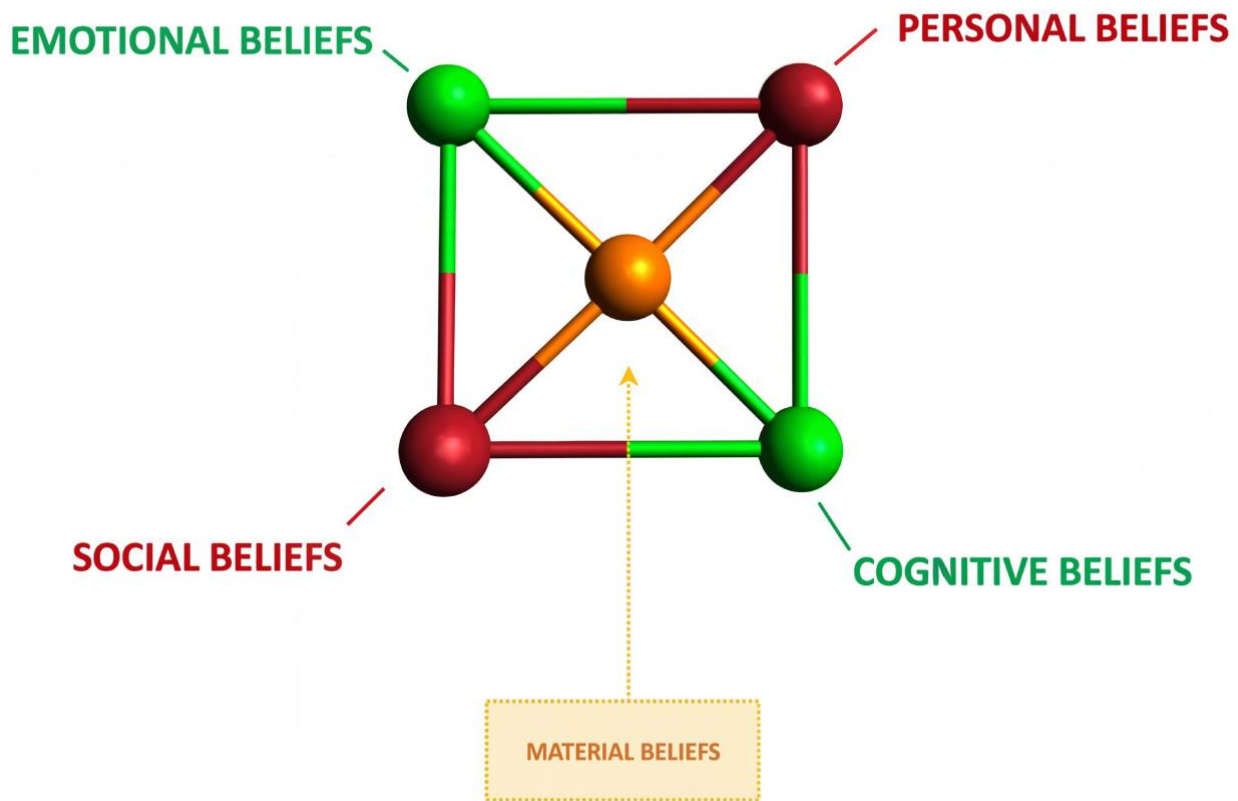 EMOTIONAL BELIEFS
PERSONAL BELIEFS
SOCIAL BELIEFS
COGNITIVE BELIEFS
MATERIAL BELIEFS